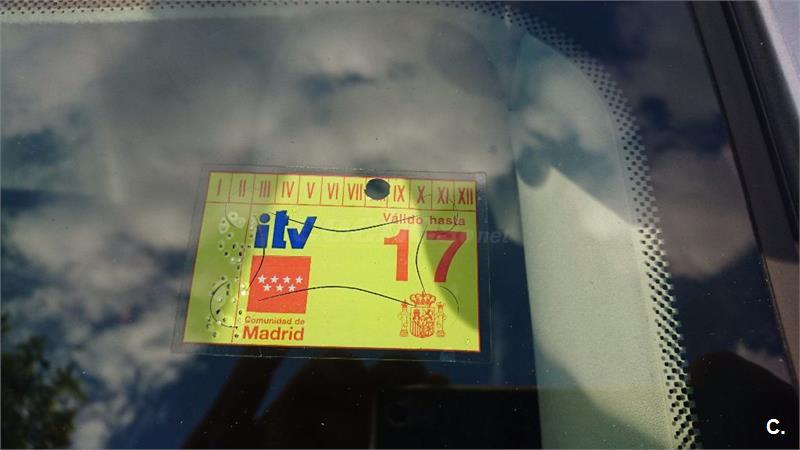 I II III IV V VI VII IX X XI XII
itv
Válido hasta
17
Comunidad de
Madrid
C.